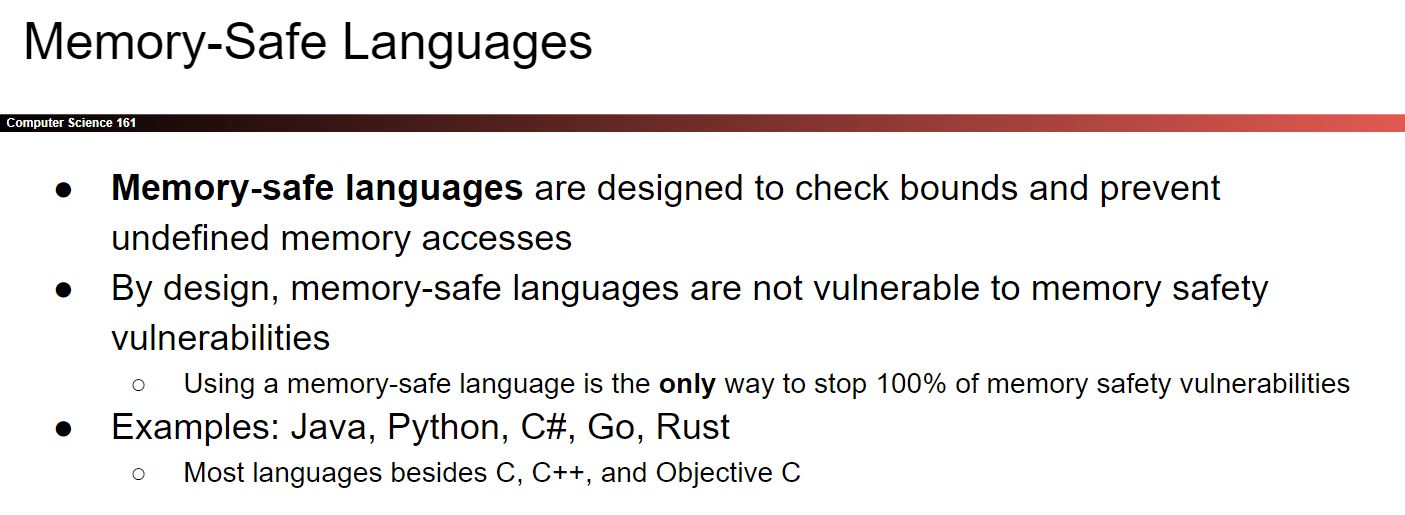 Memory-Safe Languages
Computer Science 161
● Memory-safe languages are designed to check bounds and prevent
undefined memory accesses
● By design, memory-safe languages are not vulnerable to memory safety
vulnerabilities
○ Using a memory-safe language is the only way to stop 100% of memory safety vulnerabilities
● Examples: Java, Python, C#, Go, Rust
○ Most languages besides C, C++, and Objective C